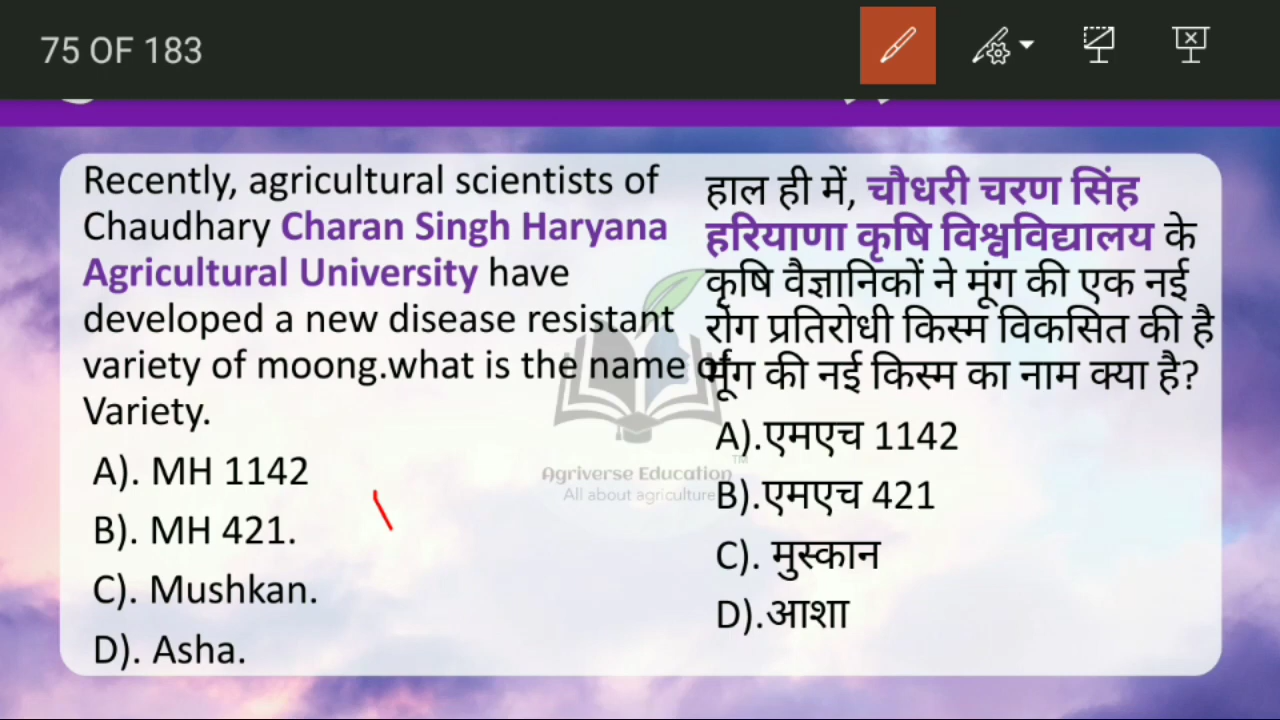 75 OF 183
Recently, agricultural scientists of
Chaudhary Charan Singh Haryana
Agricultural University have
developed a new disease resistant
variety of moong.what is the name of
Variety.
A). MH 1142
B). MH 421.
C). Mushkan.
D). Asha.
हाल ही में, चौधरी चरण सिंह
हरियाणा कृषि विश्वविद्यालय के
कृषि वैज्ञानिकों ने मूंग की एक नई
रोग प्रतिरोधी किस्म विकसित की है
मूंग की नई किस्म का नाम क्या है?
A).एमएच 1142
B).एमएच 421
C). मुस्कान
D).आशा
Agriverse Education™
All about agriculture